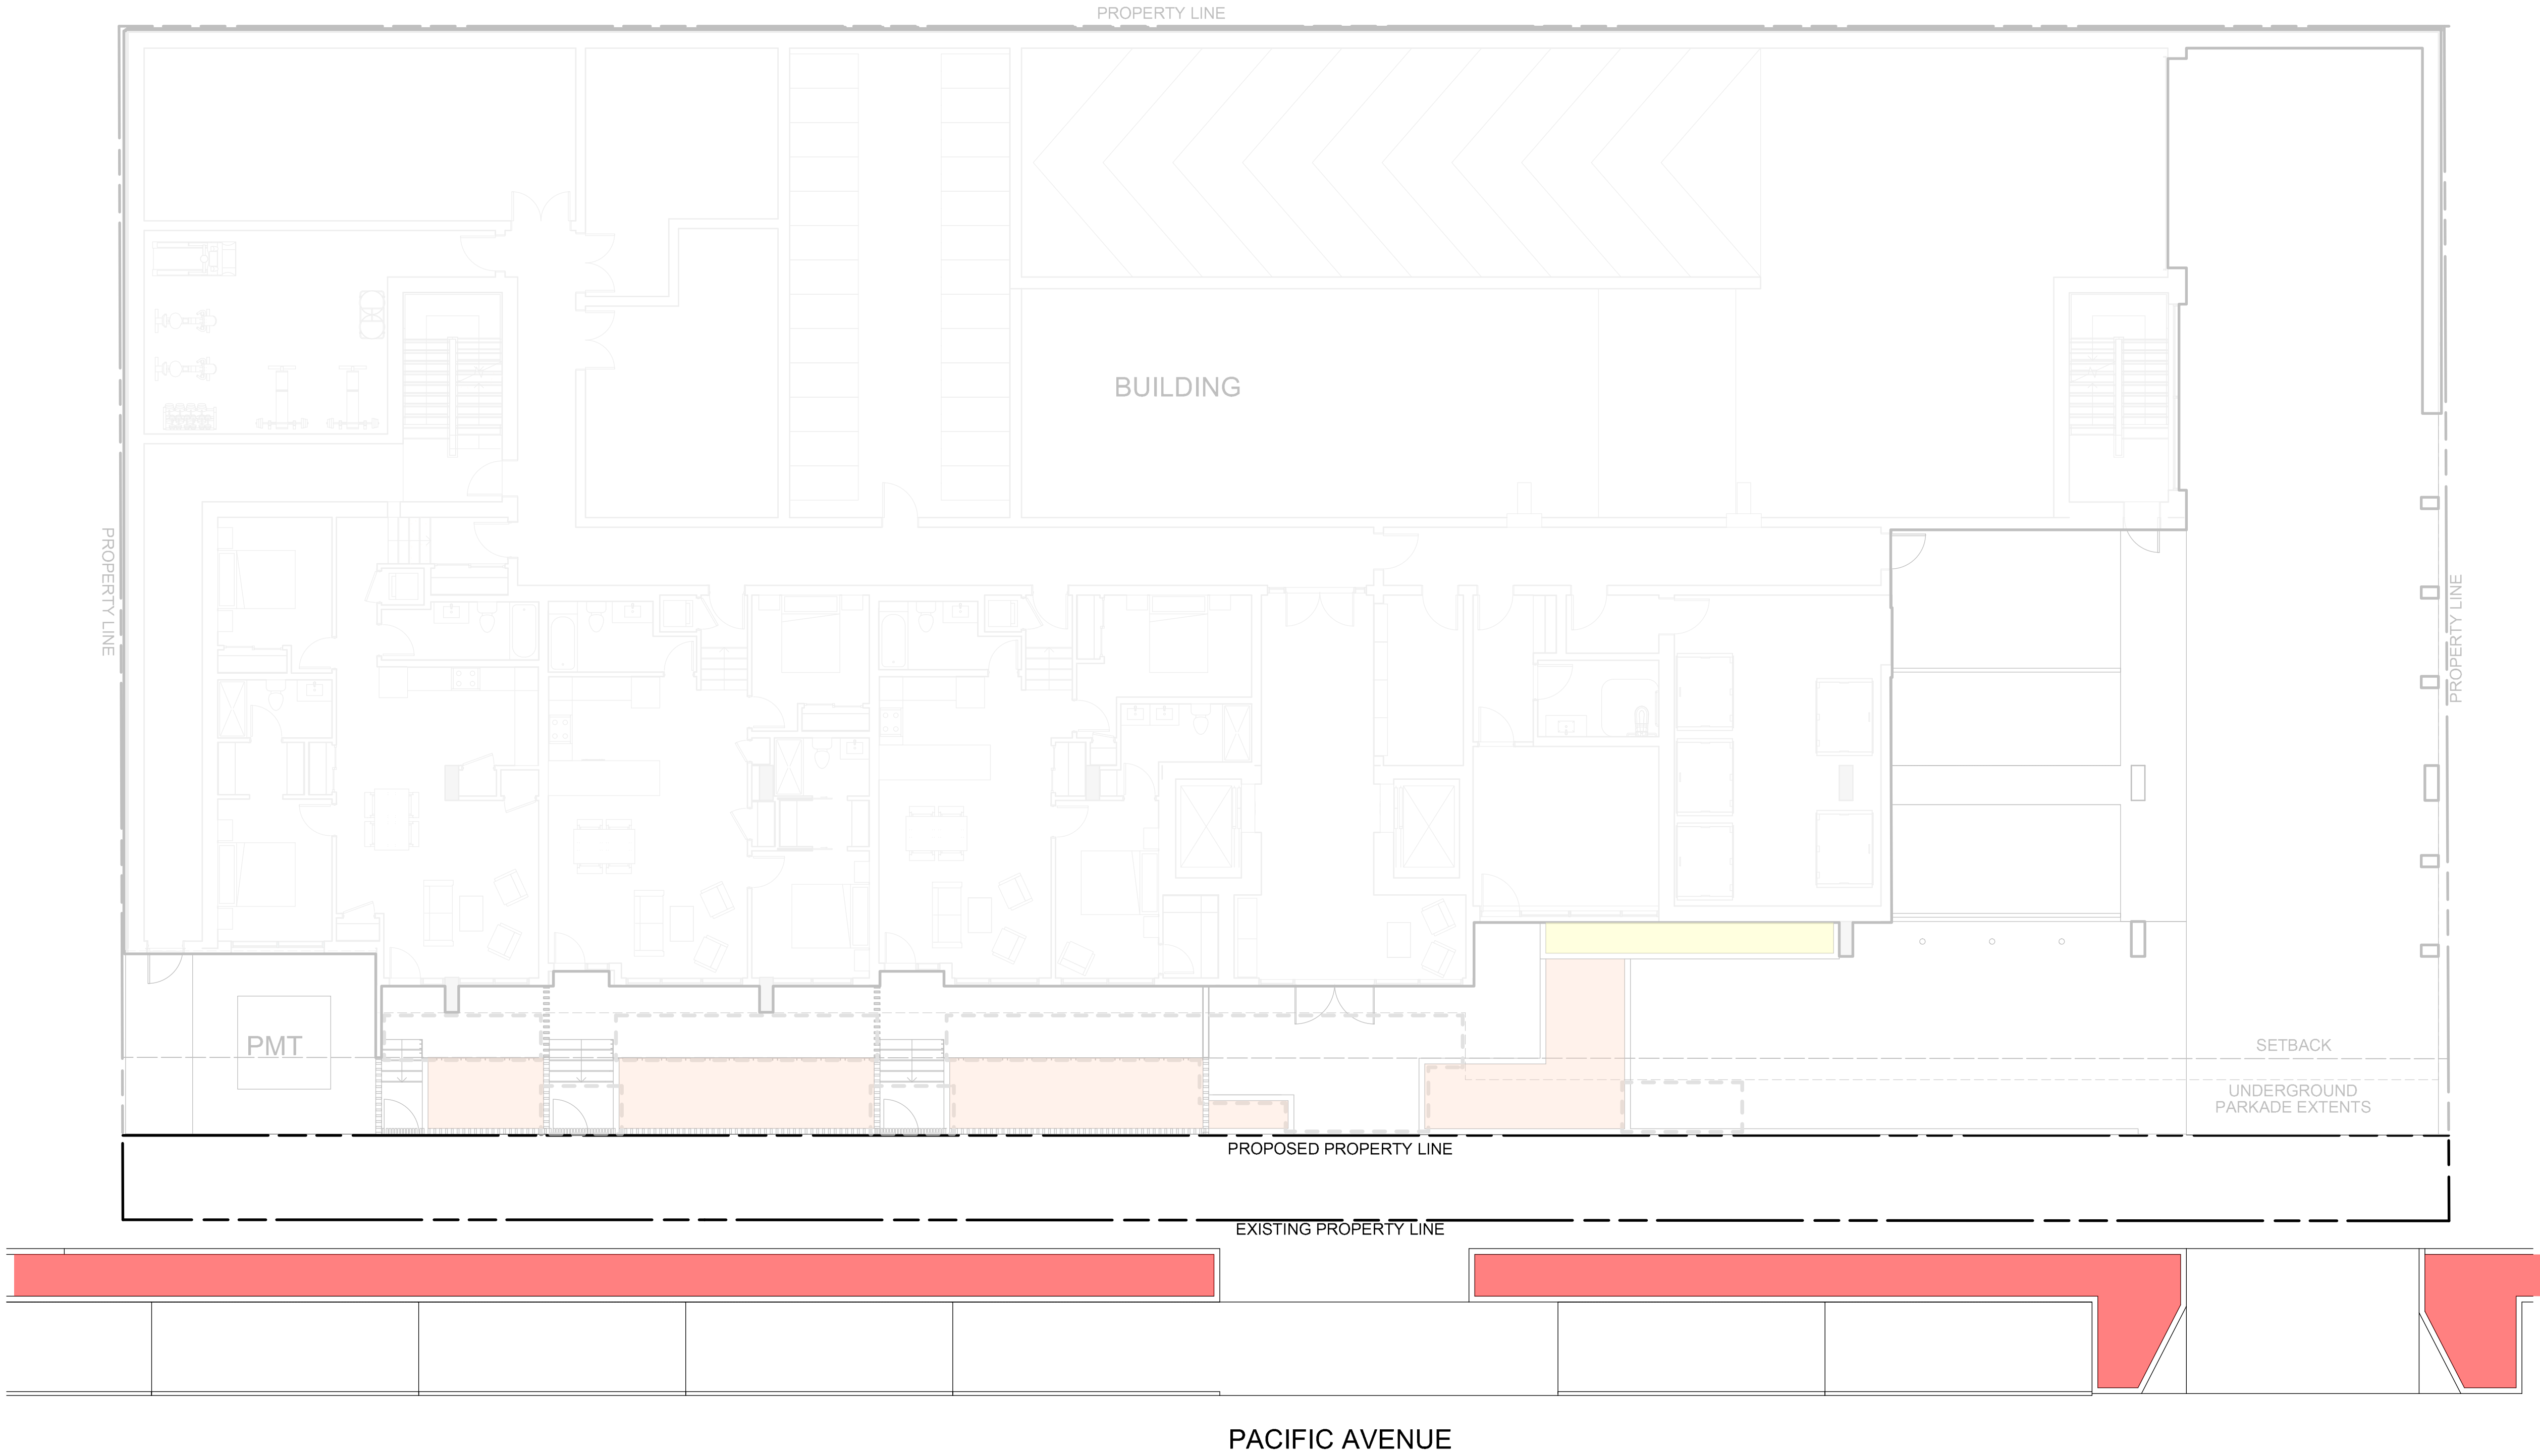 PROPERTY LINE
BUILDING
PROPERTY LINE
PROPERTY LINE
PMT
SETBACK
UNDERGROUND
PARKADE EXTENTS
PROPOSED PROPERTY LINE
EXISTING PROPERTY LINE
PACIFIC AVENUE